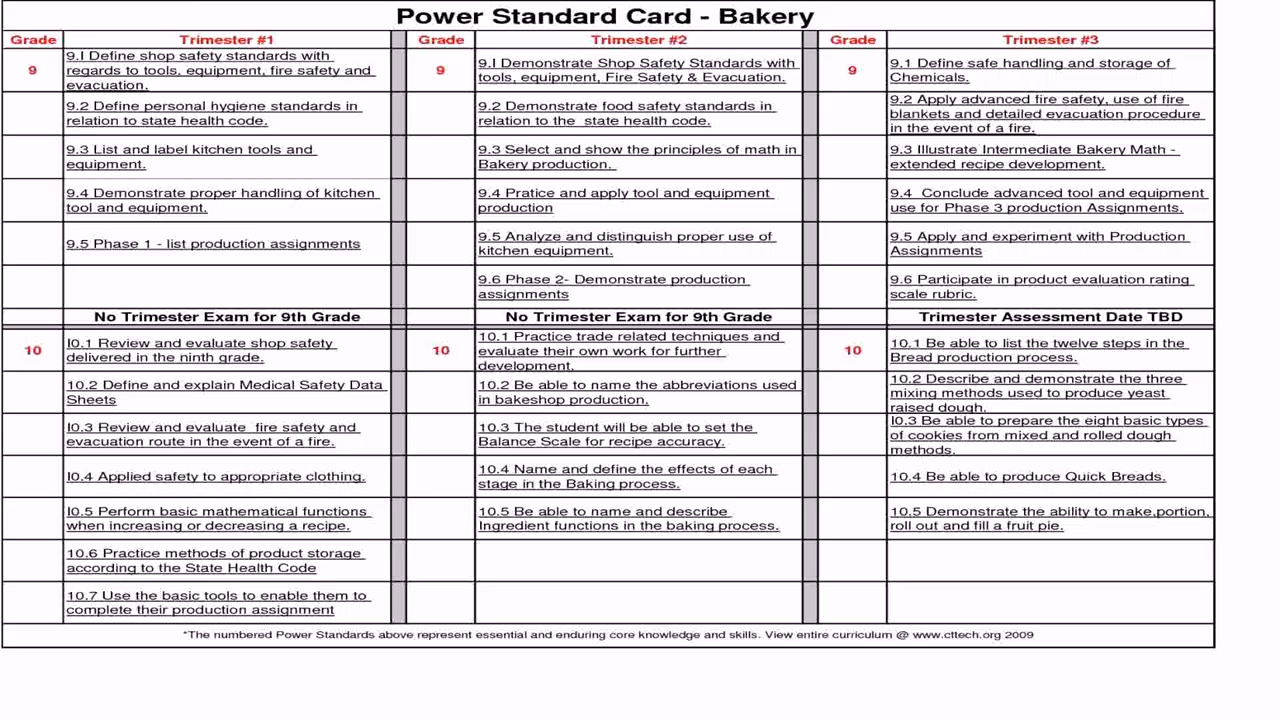 Power Standard Card - Bakery
Grade Trimester #1 Grade Trimester #2 Grade Trimester #3
9
9.I Define shop safety standards with
regards to tools, equipment, fire safety and
evacuation.
9
9.I Demonstrate Shop Safety Standards with
tools, equipment, Fire Safety & Evacuation.
9
9.1 Define safe handling and storage of
Chemicals.
9.2 Define personal hygiene standards in
relation to state health code.
9.2 Demonstrate food safety standards in
relation to the state health code.
9.2 Apply advanced fire safety, use of fire
blankets and detailed evacuation procedure
in the event of a fire.
9.3 List and label kitchen tools and
equipment.
9.3 Select and show the principles of math in
Bakery production.
9.3 Illustrate Intermediate Bakery Math -
extended recipe development.
9.4 Demonstrate proper handling of kitchen
tool and equipment.
9.4 Pratice and apply tool and equipment
production
9.4 Conclude advanced tool and equipment
use for Phase 3 production Assignments.
9.5 Phase 1 - list production assignments
9.5 Analyze and distinguish proper use of
kitchen equipment.
9.5 Apply and experiment with Production
Assignments
9.6 Phase 2- Demonstrate production
assignments
9.6 Participate in product evaluation rating
scale rubric.
No Trimester Exam for 9th Grade
No Trimester Exam for 9th Grade
Trimester Assessment Date TBD
10
I0.1 Review and evaluate shop safety
delivered in the ninth grade.
10
10.1 Practice trade related techniques and
evaluate their own work for further
development.
10
10.1 Be able to list the twelve steps in the
Bread production process.
10.2 Define and explain Medical Safety Data
Sheets
10.2 Be able to name the abbreviations used
in bakeshop production.
10.2 Describe and demonstrate the three
mixing methods used to produce yeast
raised dough.
I0.3 Review and evaluate fire safety and
evacuation route in the event of a fire.
10.3 The student will be able to set the
Balance Scale for recipe accuracy.
I0.3 Be able to prepare the eight basic types
of cookies from mixed and rolled dough
methods.
I0.4 Applied safety to appropriate clothing.
10.4 Name and define the effects of each
stage in the Baking process.
10.4 Be able to produce Quick Breads.
I0.5 Perform basic mathematical functions
when increasing or decreasing a recipe.
10.5 Be able to name and describe
Ingredient functions in the baking process.
10.5 Demonstrate the ability to make,portion,
roll out and fill a fruit pie.
10.6 Practice methods of product storage
according to the State Health Code
10.7 Use the basic tools to enable them to
complete their production assignment
*The numbered Power Standards above represent essential and enduring core knowledge and skills. View entire curriculum @ www.cttech.org 2009